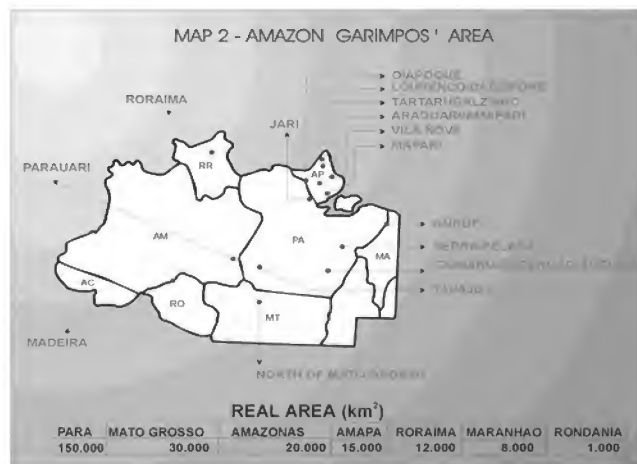 MAP 2 - AMAZON GARIMPOS' AREA
OIAPOQUE
RORAIMA
JARI
VILA NOVA
MAPARI
PARAUARI
RR
AP
AM
PA
MA
AC
RO
MT
MADEIRA
NORTH OF MATO GROSSO
REAL AREA (km²)
PARA MATO GROSSO AMAZONAS AMAPA RORAIMA MARANHAO RONDANIA
150.000 30.000 20.000 15.000 12.000 8.000 1.000